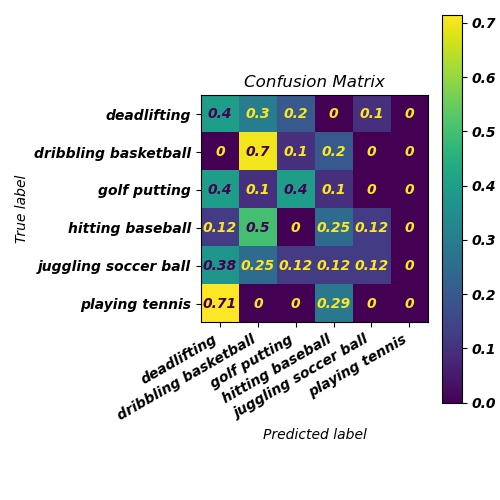 Confusion Matrix
True label
deadlifting 0.4 0.3 0.2 0 0.1 0
dribbling basketball 0 0.7 0.1 0.2 0 0
golf putting 0.4 0.1 0.4 0.1 0 0
hitting baseball 0.12 0.5 0 0.25 0.12 0
juggling soccer ball 0.38 0.25 0.12 0.12 0.12 0
playing tennis 0.71 0 0 0.29 0 0
deadlifting
dribbling basketball
golf putting
hitting baseball
juggling soccer ball
playing tennis
Predicted label
0.7
0.6
0.5
0.4
0.3
0.2
0.1
0.0